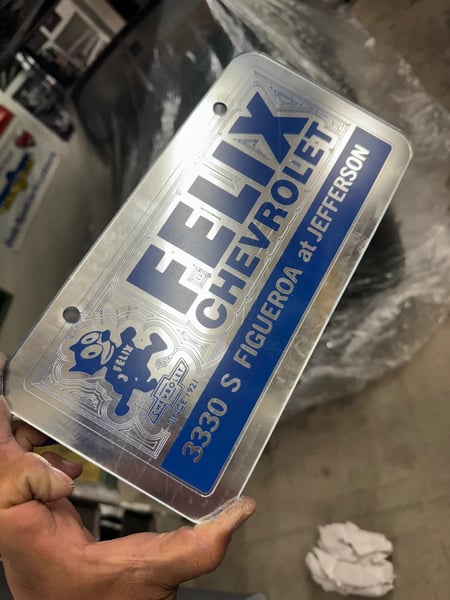 FELIX
CHEVROLET
3330 S FIGUEROA at JEFFERSON
FELIX
CHEVROLET
SINCE 1921